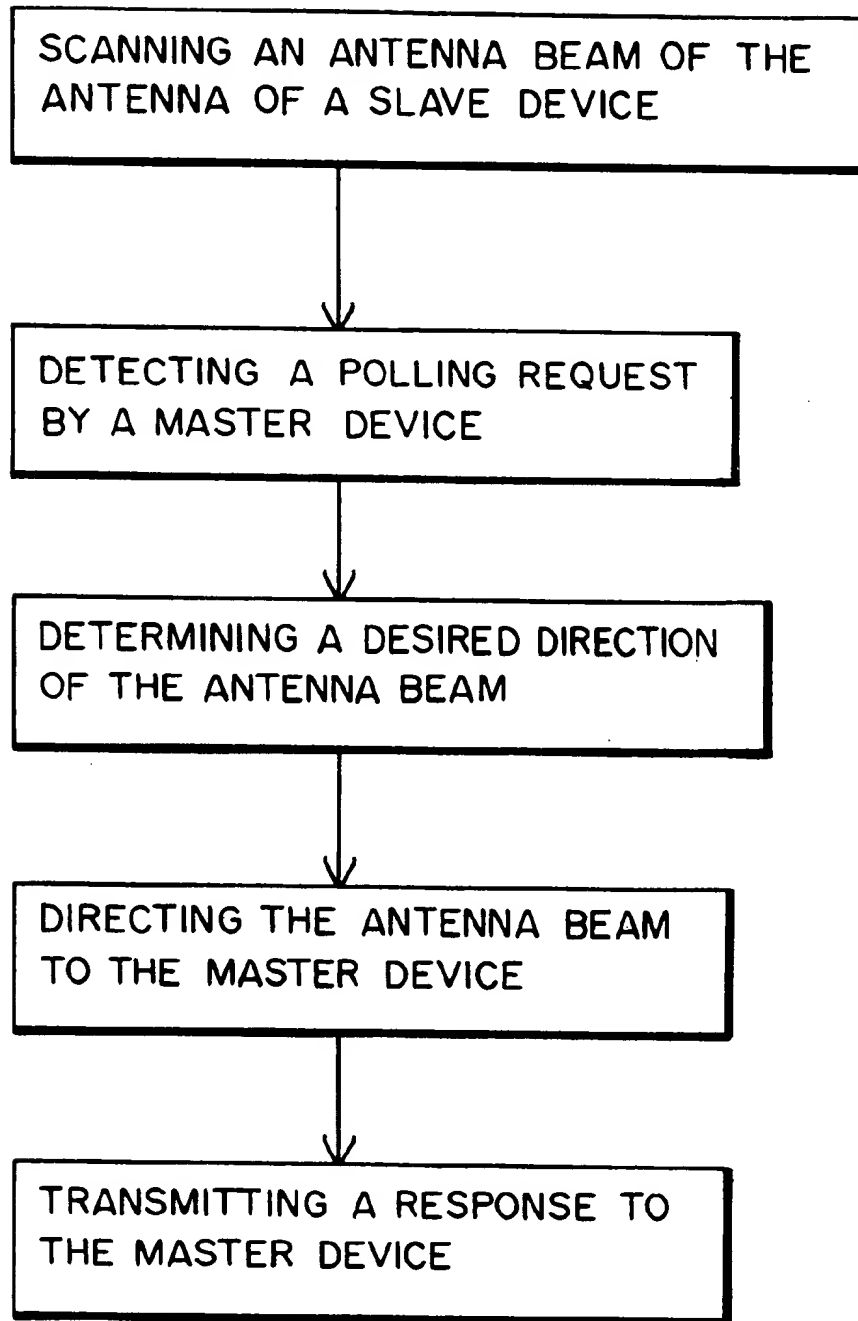 SCANNING AN ANTENNA BEAM OF THE
ANTENNA OF A SLAVE DEVICE
DETECTING A POLLING REQUEST
BY A MASTER DEVICE
DETERMINING A DESIRED DIRECTION
OF THE ANTENNA BEAM
DIRECTING THE ANTENNA BEAM
TO THE MASTER DEVICE
TRANSMITTING A RESPONSE TO
THE MASTER DEVICE